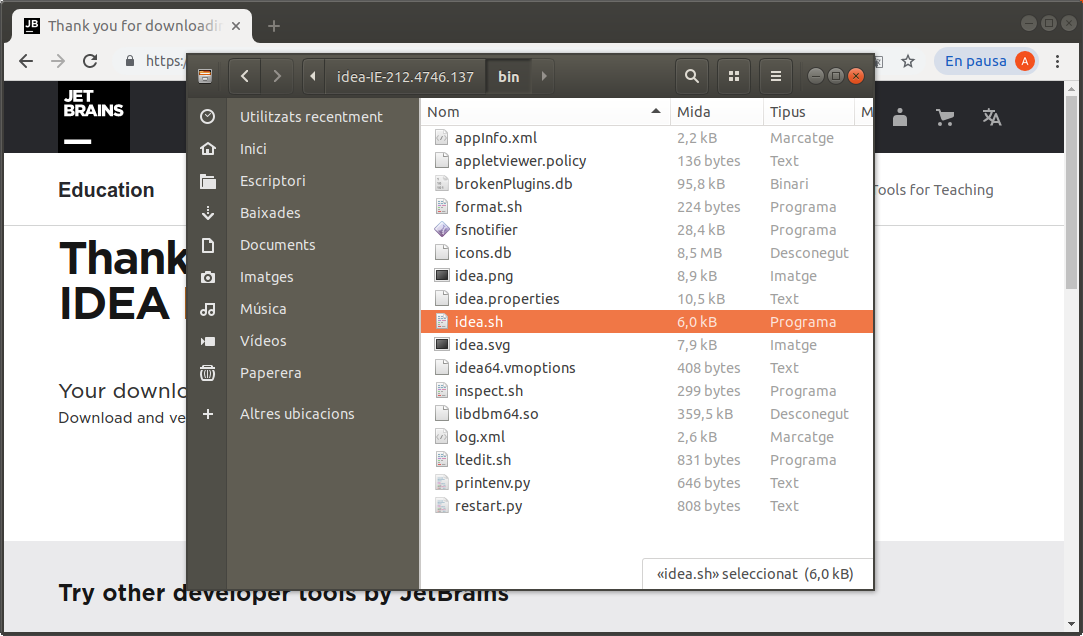 JB Thank you for downloadin
https:/
En pausa A
idea-IE-212.4746.137 bin
JET
BRAINS
Education
Tools for Teaching
Thank
IDEA
Your downlo
Download and ve
Try other developer tools by JetBrains
Utilitzats recentment
Inici
Escriptori
Baixades
Documents
Imatges
Música
Vídeos
Paperera
Altres ubicacions
Nom Mida Tipus M
appInfo.xml 2,2 kB Marcatge
appletviewer.policy 136 bytes Text
brokenPlugins.db 95,8 kB Binari
format.sh 224 bytes Programa
fsnotifier 28,4 kB Programa
icons.db 8,5 MB Desconegut
idea.png 8,9 kB Imatge
idea.properties 10,5 kB Text
idea.sh 6,0 kB Programa
idea.svg 7,9 kB Imatge
idea64.vmoptions 408 bytes Text
inspect.sh 299 bytes Programa
libdbm64.so 359,5 kB Desconegut
log.xml 2,6 kB Marcatge
ltedit.sh 831 bytes Programa
printenv.py 646 bytes Text
restart.py 808 bytes Text
«idea.sh» seleccionat (6,0 kB)